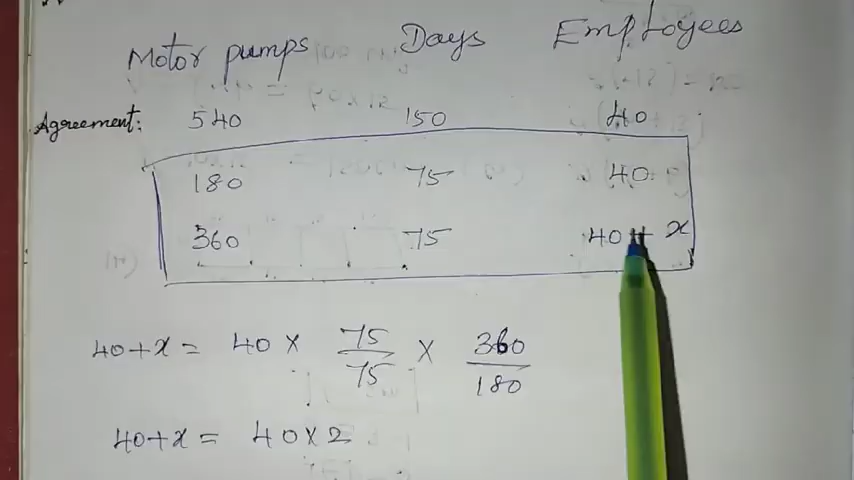 Motor pumps Days Employees
Agreement: 540 150 40
180 75 40
360 75 40 + x
40+x = 40 × 75/75 × 360/180
40+x = 40×2